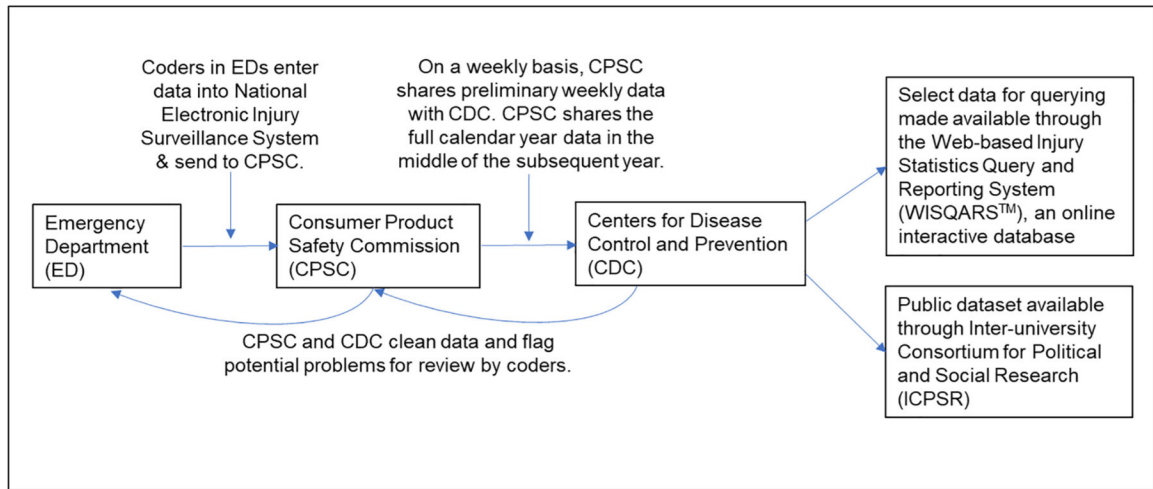 Coders in EDs enter
data into National
Electronic Injury
Surveillance System
& send to CPSC.
On a weekly basis, CPSC
shares preliminary weekly data
with CDC. CPSC shares the
full calendar year data in the
middle of the subsequent year.
Emergency
Department
(ED)
Consumer Product
Safety Commission
(CPSC)
Centers for Disease
Control and Prevention
(CDC)
CPSC and CDC clean data and flag
potential problems for review by coders.
Select data for querying
made available through
the Web-based Injury
Statistics Query and
Reporting System
(WISQARS™), an online
interactive database
Public dataset available
through Inter-university
Consortium for Political
and Social Research
(ICPSR)